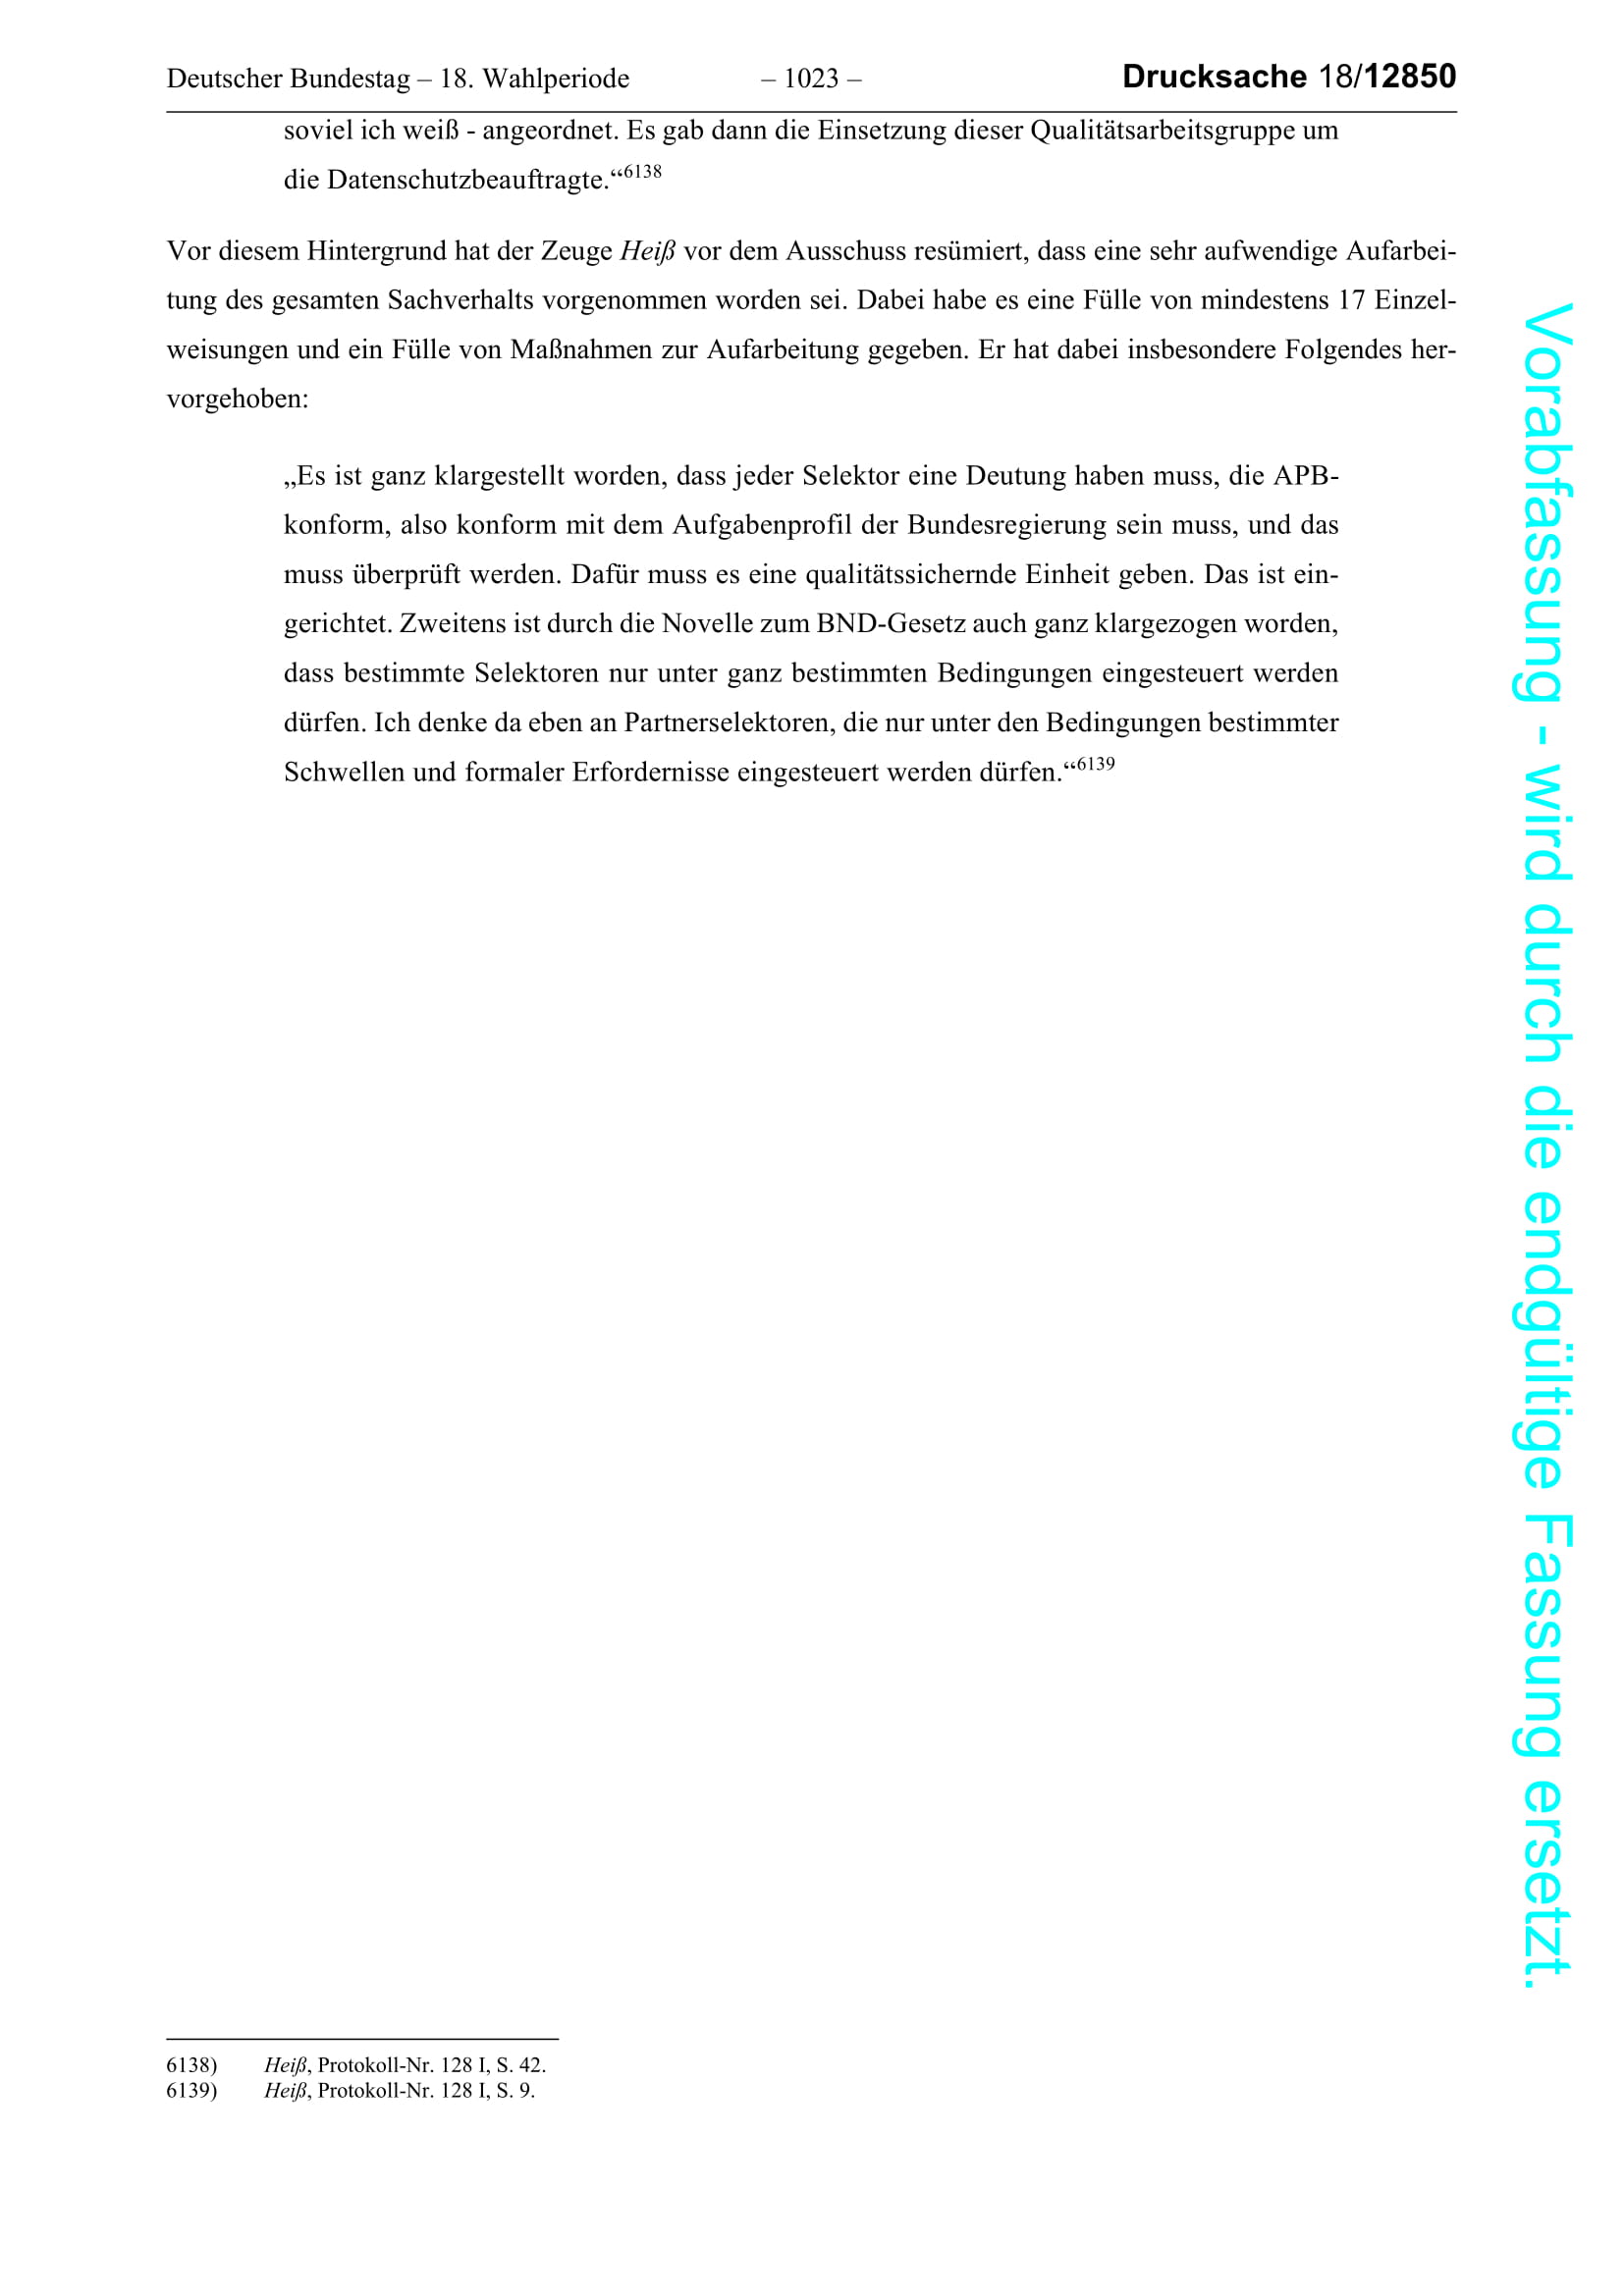 Deutscher Bundestag – 18. Wahlperiode – 1023 – Drucksache 18/12850
soviel ich weiß - angeordnet. Es gab dann die Einsetzung dieser Qualitätsarbeitsgruppe um
die Datenschutzbeauftragte.“6138
Vor diesem Hintergrund hat der Zeuge Heiß vor dem Ausschuss resümiert, dass eine sehr aufwendige Aufarbei-
tung des gesamten Sachverhalts vorgenommen worden sei. Dabei habe es eine Fülle von mindestens 17 Einzel-
weisungen und ein Fülle von Maßnahmen zur Aufarbeitung gegeben. Er hat dabei insbesondere Folgendes her-
vorgehoben:
„Es ist ganz klargestellt worden, dass jeder Selektor eine Deutung haben muss, die APB-
konform, also konform mit dem Aufgabenprofil der Bundesregierung sein muss, und das
muss überprüft werden. Dafür muss es eine qualitätssichernde Einheit geben. Das ist ein-
gerichtet. Zweitens ist durch die Novelle zum BND-Gesetz auch ganz klargezogen worden,
dass bestimmte Selektoren nur unter ganz bestimmten Bedingungen eingesteuert werden
dürfen. Ich denke da eben an Partnerselektoren, die nur unter den Bedingungen bestimmter
Schwellen und formaler Erfordernisse eingesteuert werden dürfen.“6139
6138) Heiß, Protokoll-Nr. 128 I, S. 42.
6139) Heiß, Protokoll-Nr. 128 I, S. 9.
Vorabfassung - wird durch die endgültige Fassung ersetzt.